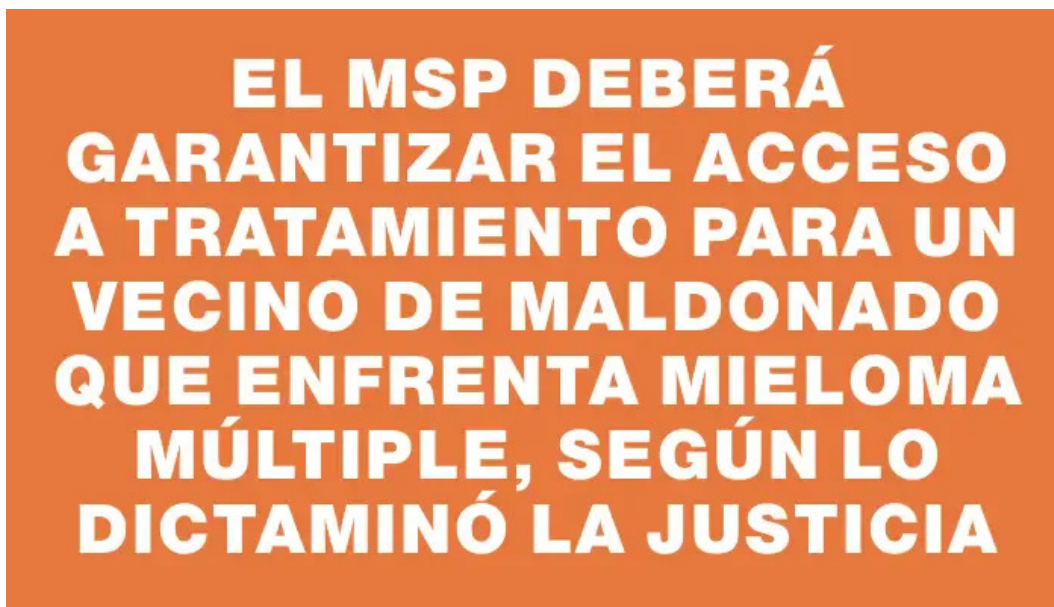 EL MSP DEBERÁ
GARANTIZAR EL ACCESO
A TRATAMIENTO PARA UN
VECINO DE MALDONADO
QUE ENFRENTA MIELOMA
MÚLTIPLE, SEGÚN LO
DICTAMINÓ LA JUSTICIA